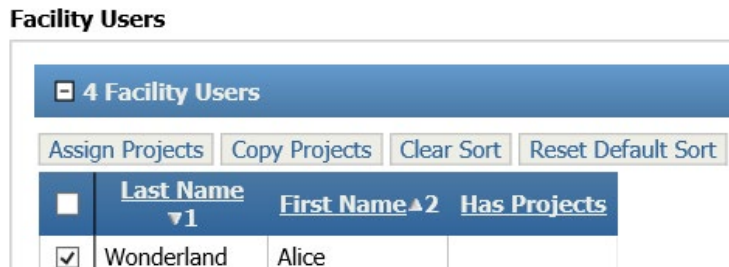 Facility Users
4 Facility Users
Assign Projects Copy Projects Clear Sort Reset Default Sort
Last Name ▼1 First Name▲2 Has Projects
Wonderland Alice